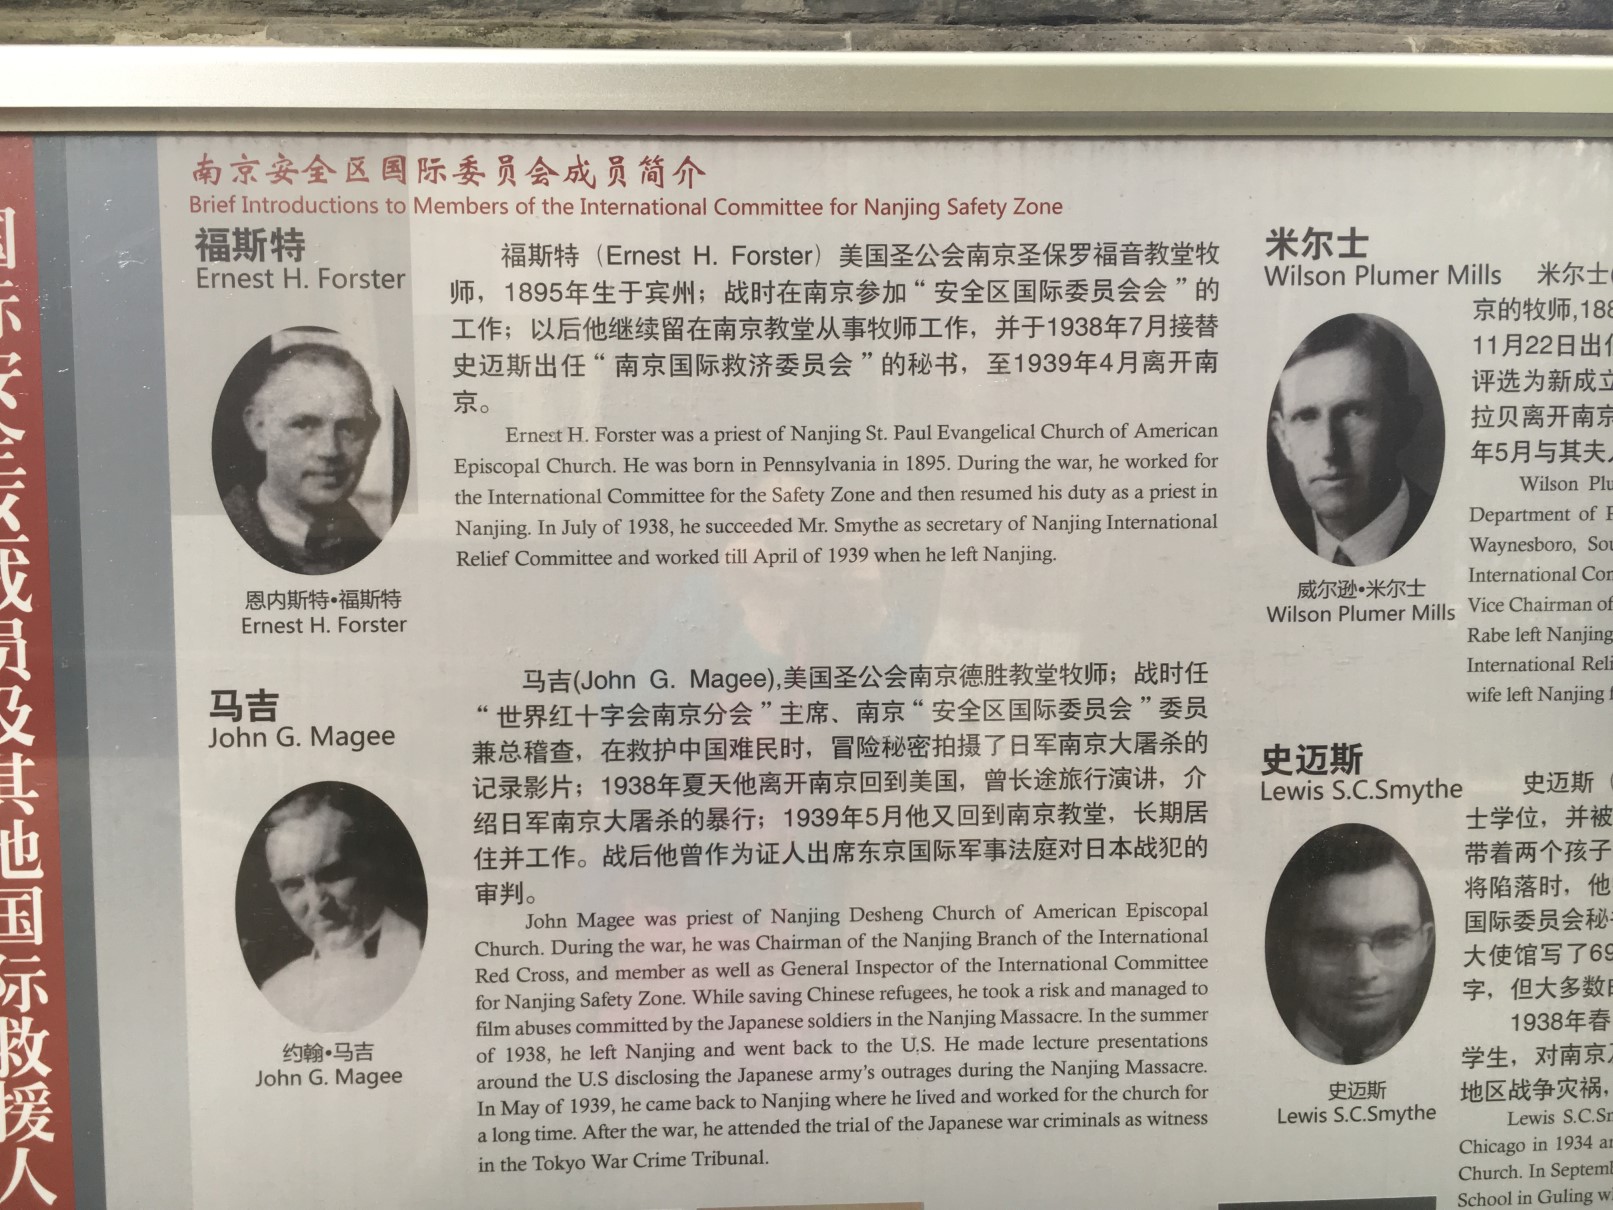 国际安全区委员及其他国际救援人
南京安全区国际委员会成员简介
Brief Introductions to Members of the International Committee for Nanjing Safety Zone
福斯特
Ernest H. Forster
福斯特（Ernest H. Forster）美国圣公会南京圣保罗福音教堂牧
师，1895年生于宾州；战时在南京参加“安全区国际委员会会”的
工作；以后他继续留在南京教堂从事牧师工作，并于1938年7月接替
史迈斯出任“南京国际救济委员会”的秘书，至1939年4月离开南
京。
Ernest H. Forster was a priest of Nanjing St. Paul Evangelical Church of American
Episcopal Church. He was born in Pennsylvania in 1895. During the war, he worked for
the International Committee for the Safety Zone and then resumed his duty as a priest in
Nanjing. In July of 1938, he succeeded Mr. Smythe as secretary of Nanjing International
Relief Committee and worked till April of 1939 when he left Nanjing.
恩内斯特•福斯特
Ernest H. Forster
马吉
John G. Magee
马吉(John G. Magee),美国圣公会南京德胜教堂牧师；战时任
“世界红十字会南京分会”主席、南京“安全区国际委员会”委员
兼总稽查，在救护中国难民时，冒险秘密拍摄了日军南京大屠杀的
记录影片；1938年夏天他离开南京回到美国，曾长途旅行演讲，介
绍日军南京大屠杀的暴行；1939年5月他又回到南京教堂，长期居
住并工作。战后他曾作为证人出席东京国际军事法庭对日本战犯的
审判。
John Magee was priest of Nanjing Desheng Church of American Episcopal
Church. During the war, he was Chairman of the Nanjing Branch of the International
Red Cross, and member as well as General Inspector of the International Committee
for Nanjing Safety Zone. While saving Chinese refugees, he took a risk and managed to
film abuses committed by the Japanese soldiers in the Nanjing Massacre. In the summer
of 1938, he left Nanjing and went back to the U.S. He made lecture presentations
around the U.S disclosing the Japanese army's outrages during the Nanjing Massacre.
In May of 1939, he came back to Nanjing where he lived and worked for the church for
a long time. After the war, he attended the trial of the Japanese war criminals as witness
in the Tokyo War Crime Tribunal.
约翰•马吉
John G. Magee
米尔士
Wilson Plumer Mills
米尔士(
京的牧师,188
11月22日出任
评选为新成立
拉贝离开南京
年5月与其夫人
Wilson Plu
Department of
Waynesboro, Sou
International Con
Vice Chairman of
Rabe left Nanjing
International Reli
wife left Nanjing f
威尔逊•米尔士
Wilson Plumer Mills
史迈斯
Lewis S.C.Smythe
史迈斯（
士学位，并被
带着两个孩子
将陷落时，他
国际委员会秘书
大使馆写了69
字，但大多数
1938年春
学生，对南京及
地区战争灾祸，
Lewis S.C.Sm
Chicago in 1934 an
Church. In Septemb
School in Guling w
史迈斯
Lewis S.C.Smythe